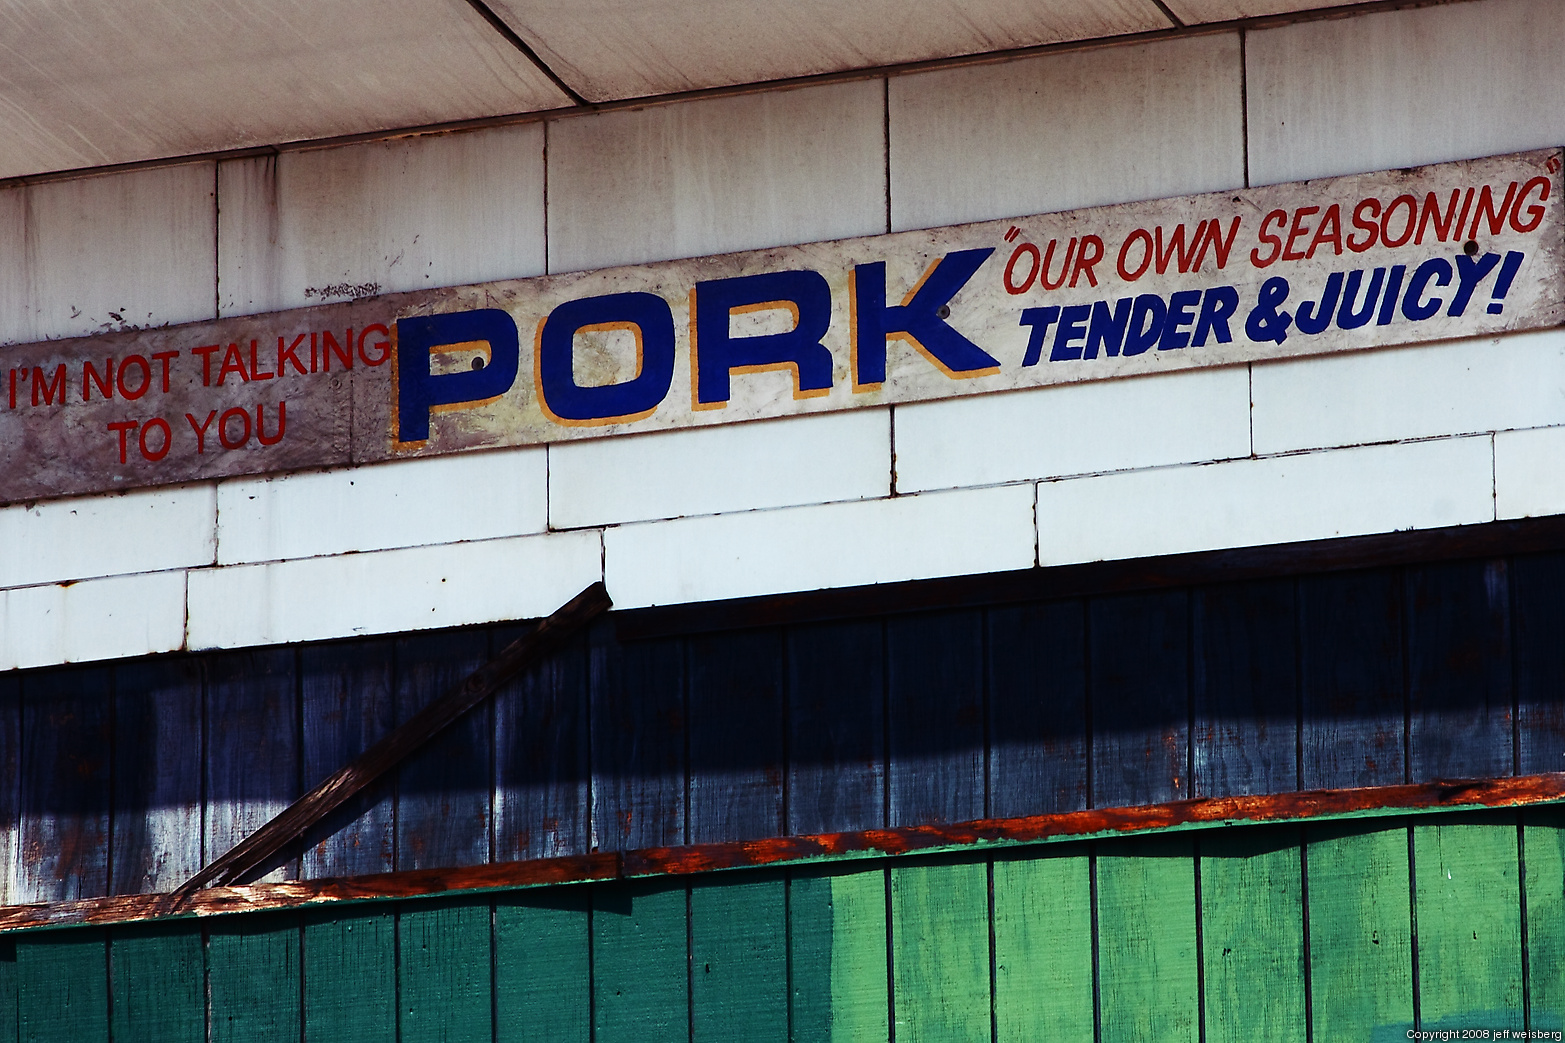 I'M NOT TALKING
TO YOU
PORK
"OUR OWN SEASONING"
TENDER & JUICY!
Copyright 2008 jeff weisberg